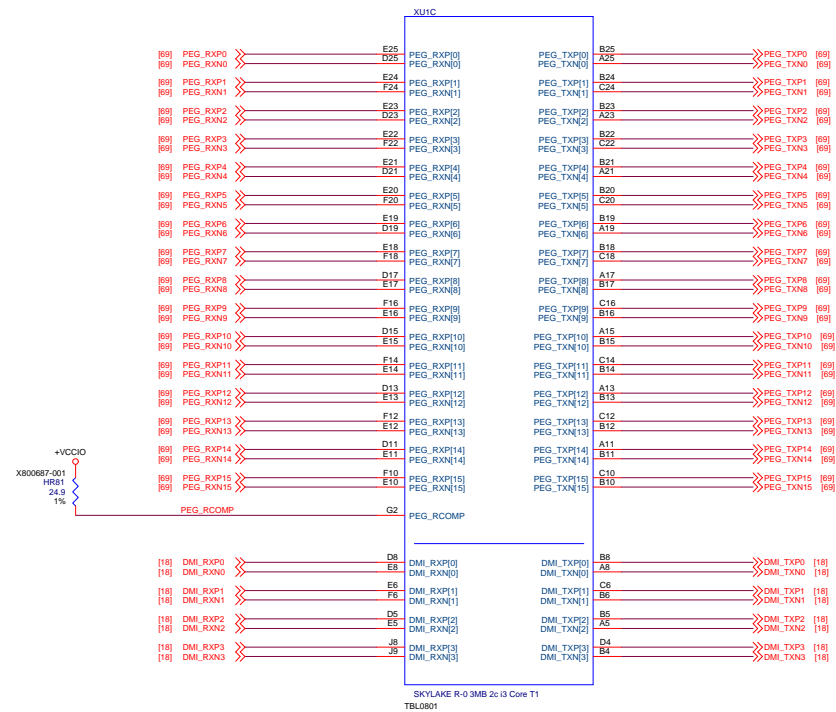 XU1C
[69] PEG_RXP0 E25 PEG_RXP[0] PEG_TXP[0] B25 PEG_TXP0 [69]
[69] PEG_RXN0 D25 PEG_RXN[0] PEG_TXN[0] A25 PEG_TXN0 [69]
[69] PEG_RXP1 E24 PEG_RXP[1] PEG_TXP[1] B24 PEG_TXP1 [69]
[69] PEG_RXN1 F24 PEG_RXN[1] PEG_TXN[1] C24 PEG_TXN1 [69]
[69] PEG_RXP2 E23 PEG_RXP[2] PEG_TXP[2] B23 PEG_TXP2 [69]
[69] PEG_RXN2 D23 PEG_RXN[2] PEG_TXN[2] A23 PEG_TXN2 [69]
[69] PEG_RXP3 E22 PEG_RXP[3] PEG_TXP[3] B22 PEG_TXP3 [69]
[69] PEG_RXN3 F22 PEG_RXN[3] PEG_TXN[3] C22 PEG_TXN3 [69]
[69] PEG_RXP4 E21 PEG_RXP[4] PEG_TXP[4] B21 PEG_TXP4 [69]
[69] PEG_RXN4 D21 PEG_RXN[4] PEG_TXN[4] A21 PEG_TXN4 [69]
[69] PEG_RXP5 E20 PEG_RXP[5] PEG_TXP[5] B20 PEG_TXP5 [69]
[69] PEG_RXN5 F20 PEG_RXN[5] PEG_TXN[5] C20 PEG_TXN5 [69]
[69] PEG_RXP6 E19 PEG_RXP[6] PEG_TXP[6] B19 PEG_TXP6 [69]
[69] PEG_RXN6 D19 PEG_RXN[6] PEG_TXN[6] A19 PEG_TXN6 [69]
[69] PEG_RXP7 E18 PEG_RXP[7] PEG_TXP[7] B18 PEG_TXP7 [69]
[69] PEG_RXN7 F18 PEG_RXN[7] PEG_TXN[7] C18 PEG_TXN7 [69]
[69] PEG_RXP8 D17 PEG_RXP[8] PEG_TXP[8] A17 PEG_TXP8 [69]
[69] PEG_RXN8 E17 PEG_RXN[8] PEG_TXN[8] B17 PEG_TXN8 [69]
[69] PEG_RXP9 F16 PEG_RXP[9] PEG_TXP[9] C16 PEG_TXP9 [69]
[69] PEG_RXN9 E16 PEG_RXN[9] PEG_TXN[9] B16 PEG_TXN9 [69]
[69] PEG_RXP10 D15 PEG_RXP[10] PEG_TXP[10] A15 PEG_TXP10 [69]
[69] PEG_RXN10 E15 PEG_RXN[10] PEG_TXN[10] B15 PEG_TXN10 [69]
[69] PEG_RXP11 F14 PEG_RXP[11] PEG_TXP[11] C14 PEG_TXP11 [69]
[69] PEG_RXN11 E14 PEG_RXN[11] PEG_TXN[11] B14 PEG_TXN11 [69]
[69] PEG_RXP12 D13 PEG_RXP[12] PEG_TXP[12] A13 PEG_TXP12 [69]
[69] PEG_RXN12 E13 PEG_RXN[12] PEG_TXN[12] B13 PEG_TXN12 [69]
[69] PEG_RXP13 F12 PEG_RXP[13] PEG_TXP[13] C12 PEG_TXP13 [69]
[69] PEG_RXN13 E12 PEG_RXN[13] PEG_TXN[13] B12 PEG_TXN13 [69]
[69] PEG_RXP14 D11 PEG_RXP[14] PEG_TXP[14] A11 PEG_TXP14 [69]
[69] PEG_RXN14 E11 PEG_RXN[14] PEG_TXN[14] B11 PEG_TXN14 [69]
[69] PEG_RXP15 F10 PEG_RXP[15] PEG_TXP[15] C10 PEG_TXP15 [69]
[69] PEG_RXN15 E10 PEG_RXN[15] PEG_TXN[15] B10 PEG_TXN15 [69]
+VCCIO
X800687-001
HR81
24.9
1%
PEG_RCOMP G2 PEG_RCOMP
[18] DMI_RXP0 D8 DMI_RXP[0] DMI_TXP[0] B8 DMI_TXP0 [18]
[18] DMI_RXN0 E8 DMI_RXN[0] DMI_TXN[0] A8 DMI_TXN0 [18]
[18] DMI_RXP1 E6 DMI_RXP[1] DMI_TXP[1] C6 DMI_TXP1 [18]
[18] DMI_RXN1 F6 DMI_RXN[1] DMI_TXN[1] B6 DMI_TXN1 [18]
[18] DMI_RXP2 D5 DMI_RXP[2] DMI_TXP[2] B5 DMI_TXP2 [18]
[18] DMI_RXN2 E5 DMI_RXN[2] DMI_TXN[2] A5 DMI_TXN2 [18]
[18] DMI_RXP3 J8 DMI_RXP[3] DMI_TXP[3] D4 DMI_TXP3 [18]
[18] DMI_RXN3 J9 DMI_RXN[3] DMI_TXN[3] B4 DMI_TXN3 [18]
SKYLAKE R-0 3MB 2c i3 Core T1
TBL0801